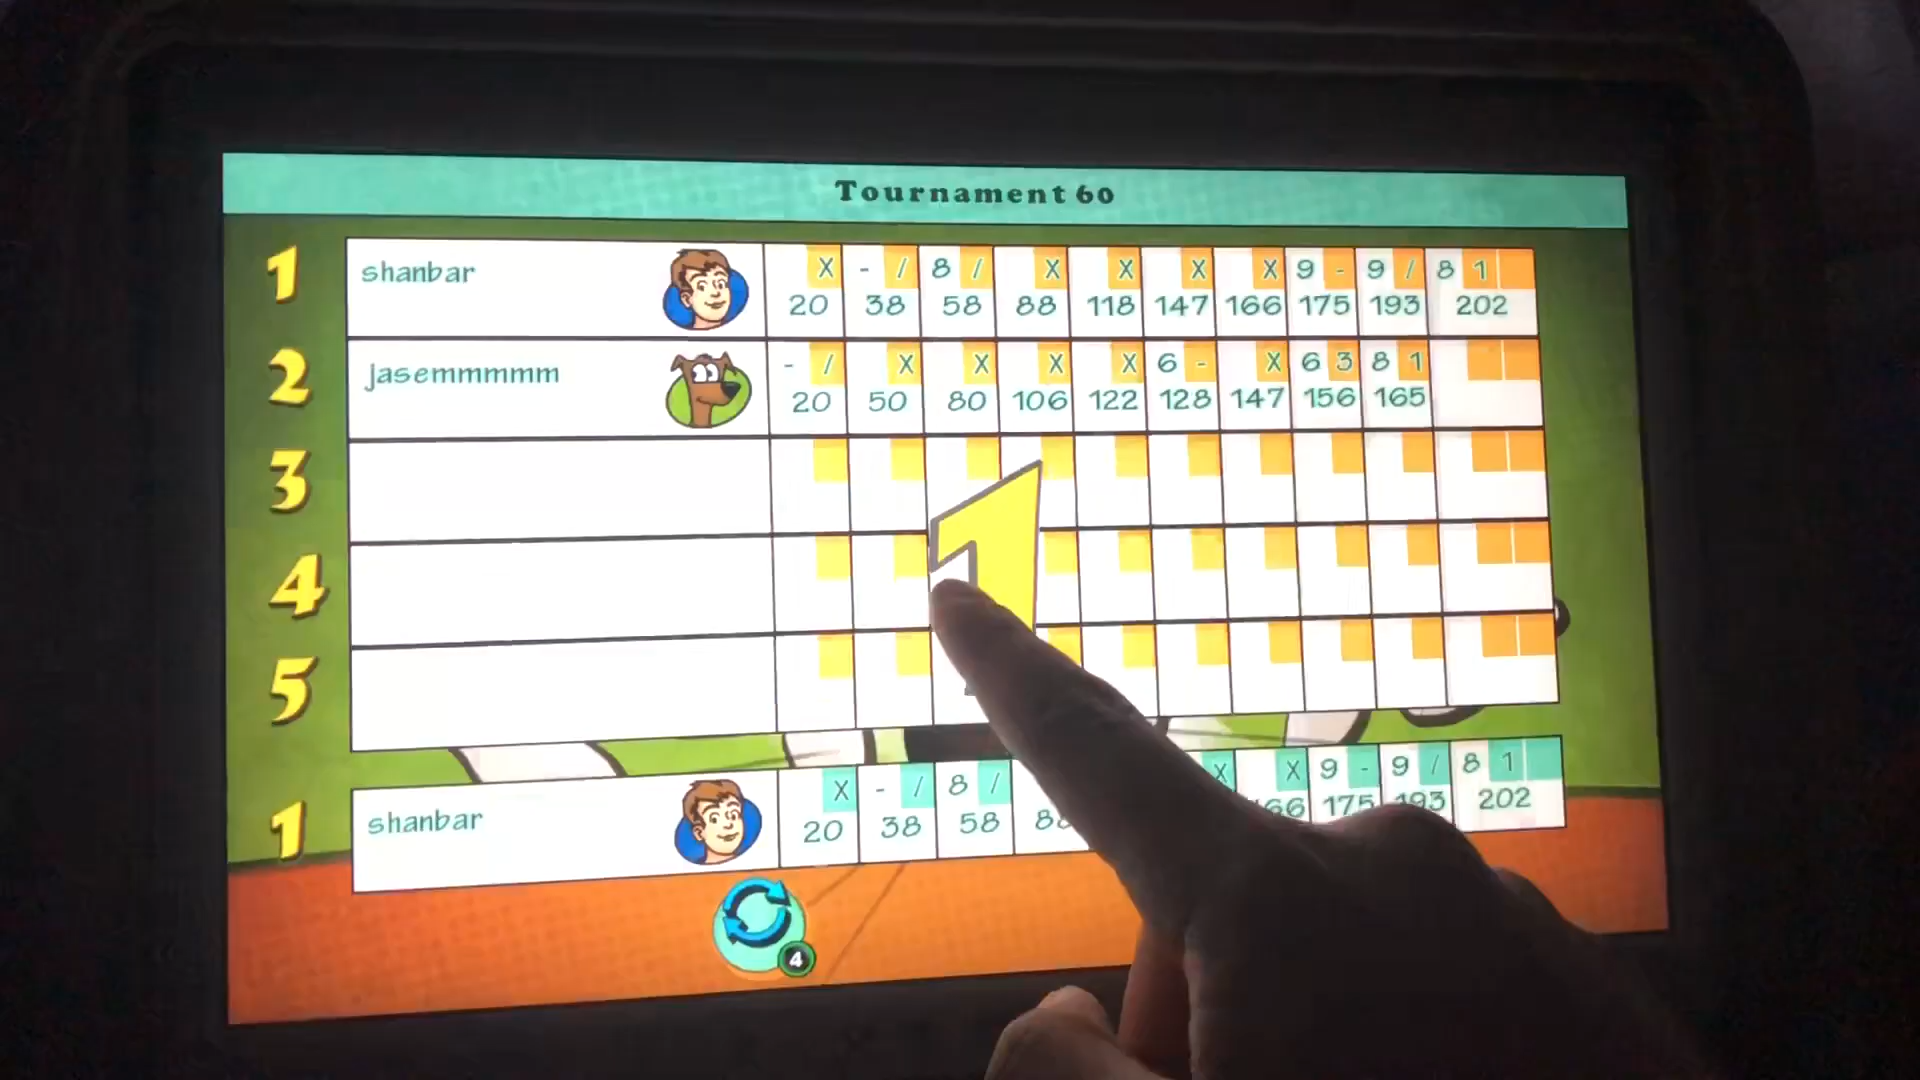 Tournament 60
1 shanbar X - / 8 / X X X X 9 - 9 / 8 1
20 38 58 88 118 147 166 175 193 202
2 jasemmmmm - / X X X X 6 - X 6 3 8 1
20 50 80 106 122 128 147 156 165
3
4
5
1
1 shanbar X - / 8 / X X 9 - 9 / 8 1
20 38 58 175 193 202
4